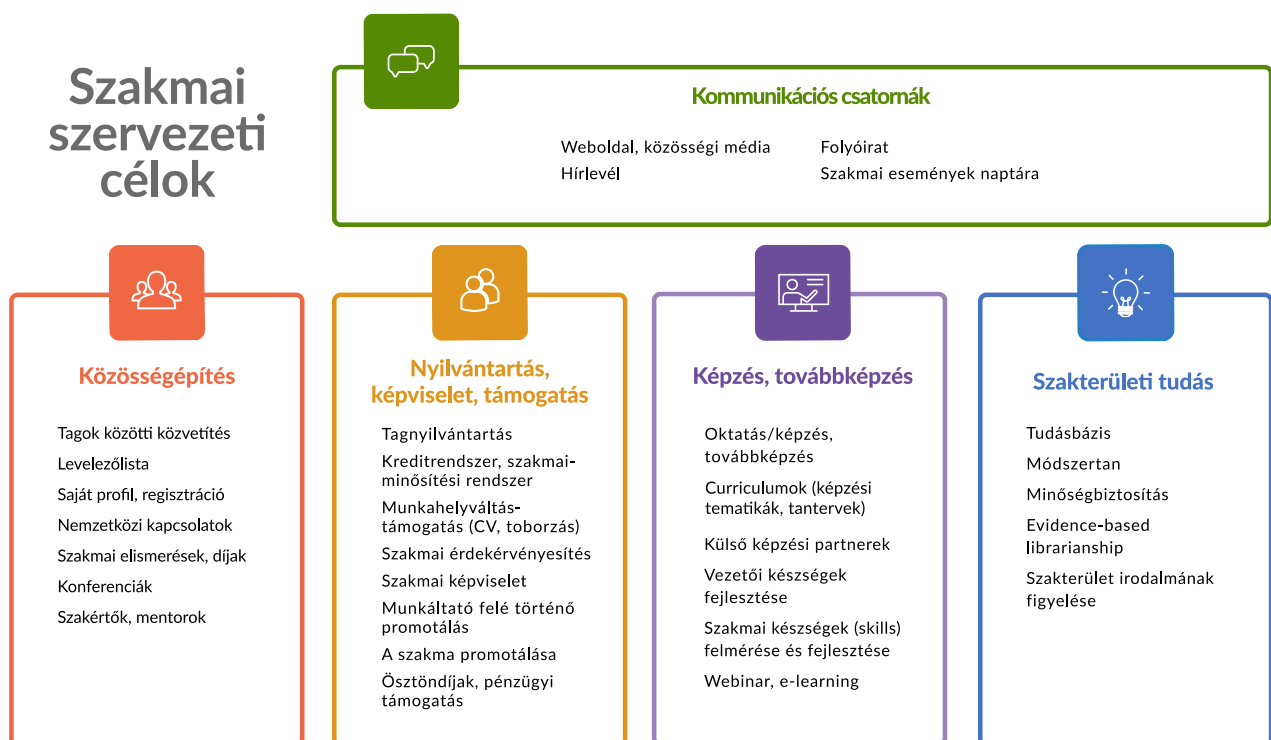 Szakmai
szervezeti
célok
Kommunikációs csatornák
Weboldal, közösségi média
Hírlevél
Folyóirat
Szakmai események naptára
Közösségépítés
Tagok közötti közvetítés
Levelezőlista
Saját profil, regisztráció
Nemzetközi kapcsolatok
Szakmai elismerések, díjak
Konferenciák
Szakértők, mentorok
Nyilvántartás,
képviselet, támogatás
Tagnyilvántartás
Kreditrendszer, szakmai-
minősítési rendszer
Munkahelyváltás-
támogatás (CV, toborzás)
Szakmai érdekérvényesítés
Szakmai képviselet
Munkáltató felé történő
promotálás
A szakma promotálása
Ösztöndíjak, pénzügyi
támogatás
Képzés, továbbképzés
Oktatás/képzés,
továbbképzés
Curriculumok (képzési
tematikák, tantervek)
Külső képzési partnerek
Vezetői készségek
fejlesztése
Szakmai készségek (skills)
felmérése és fejlesztése
Webinar, e-learning
Szakterületi tudás
Tudásbázis
Módszertan
Minőségbiztosítás
Evidence-based
librarianship
Szakterület irodalmának
figyelése